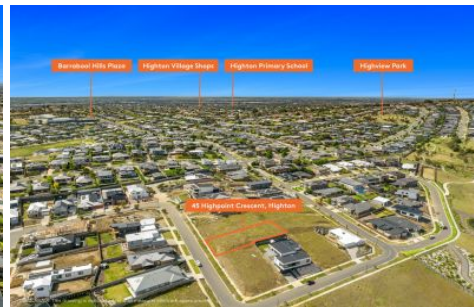 Barrabool Hills Plaza
Highton Village Shops
Highton Primary School
Highview Park
45 Highpoint Crescent, Highton